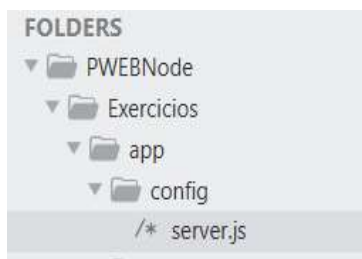 FOLDERS
PWEBNode
Exercicios
app
config
/* server.js